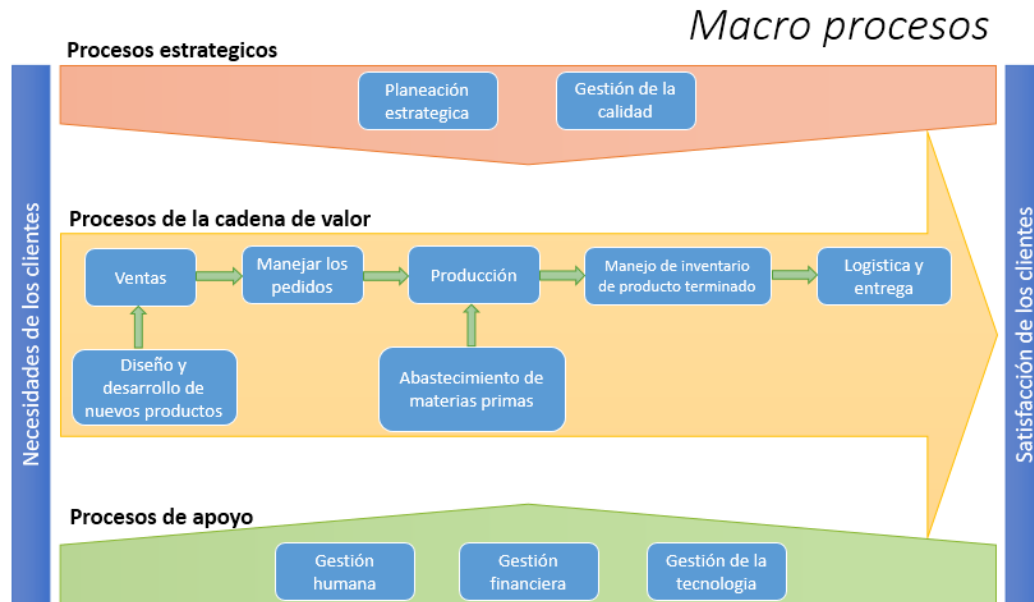 Macro procesos
Procesos estrategicos
Planeación
estrategica
Gestión de la
calidad
Necesidades de los clientes
Procesos de la cadena de valor
Ventas
Manejar los
pedidos
Producción
Manejo de inventario
de producto terminado
Logistica y
entrega
Diseño y
desarrollo de
nuevos productos
Abastecimiento de
materias primas
Satisfacción de los clientes
Procesos de apoyo
Gestión
humana
Gestión
financiera
Gestión de la
tecnologia